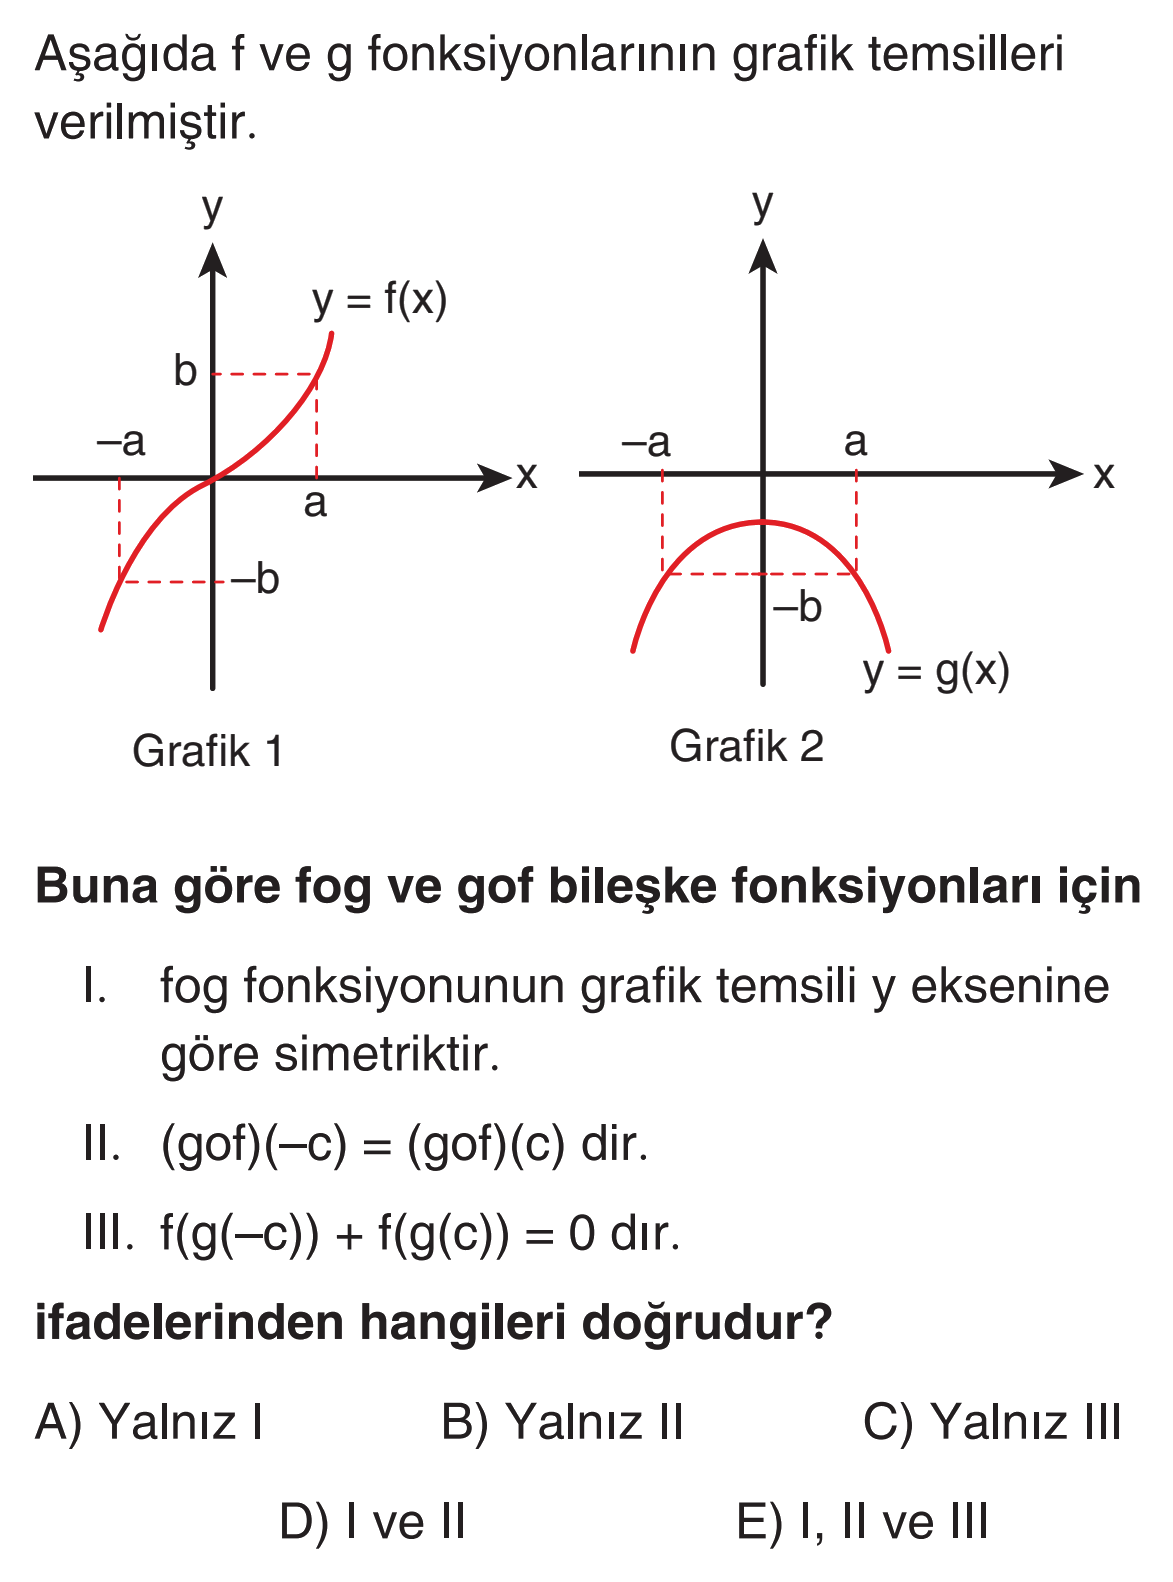 Aşağıda f ve g fonksiyonlarının grafik temsilleri
verilmiştir.
y
y = f(x)
b
–a
x
a
–b
Grafik 1
y
–a
a
x
–b
y = g(x)
Grafik 2
Buna göre fog ve gof bileşke fonksiyonları için
I. fog fonksiyonunun grafik temsili y eksenine
göre simetriktir.
II. (gof)(–c) = (gof)(c) dir.
III. f(g(–c)) + f(g(c)) = 0 dır.
ifadelerinden hangileri doğrudur?
A) Yalnız I B) Yalnız II C) Yalnız III
D) I ve II E) I, II ve III